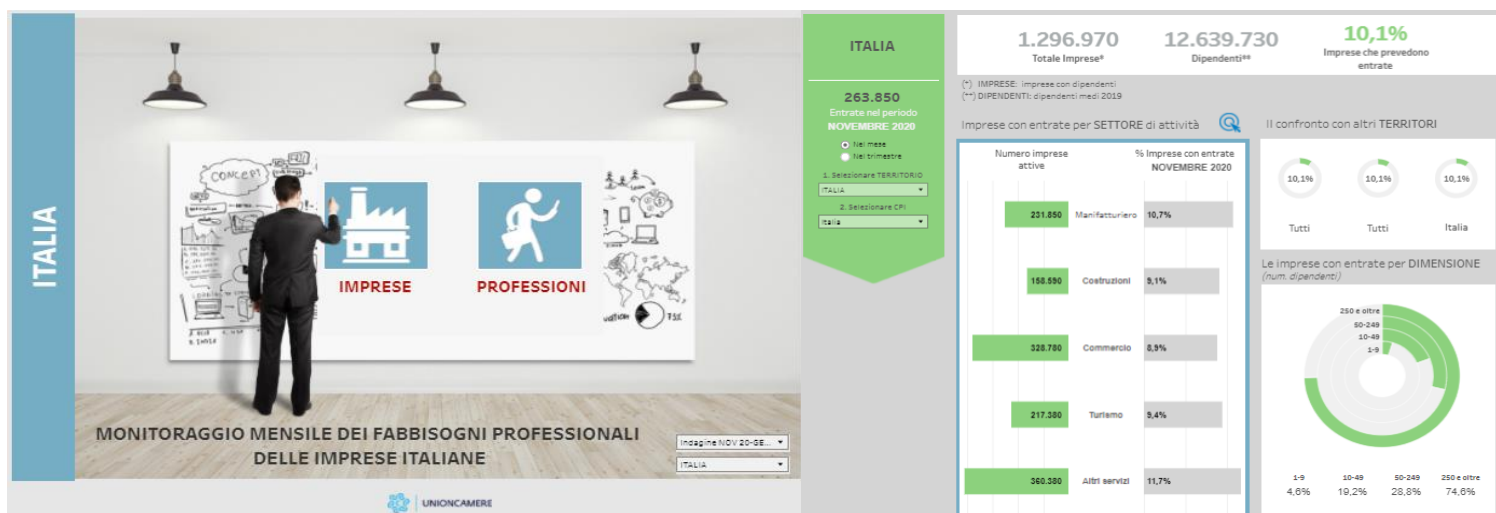 ITALIA
CONCEPT
IMPRESE
PROFESSIONI
75%
MONITORAGGIO MENSILE DEI FABBISOGNI PROFESSIONALI
DELLE IMPRESE ITALIANE
Indagine NOV 20-GE...
ITALIA
UNIONCAMERE
ITALIA
263.850
Entrate nel periodo
NOVEMBRE 2020
Nel mese
Nel trimestre
1. Selezionare TERRITORIO
ITALIA
2. Selezionare CPI
Italia
1.296.970
Totale Imprese*
12.639.730
Dipendenti**
10,1%
Imprese che prevedono
entrate
(*) IMPRESE: imprese con dipendenti
(**) DIPENDENTI: dipendenti medi 2019
Imprese con entrate per SETTORE di attività
Numero imprese
attive
% Imprese con entrate
NOVEMBRE 2020
231.850 Manifatturiero 10,7%
158.590 Costruzioni 9,1%
328.780 Commercio 8,9%
217.380 Turismo 9,4%
360.380 Altri servizi 11,7%
Il confronto con altri TERRITORI
10,1% 10,1% 10,1%
Tutti Tutti Italia
Le imprese con entrate per DIMENSIONE
(num. dipendenti)
250 e oltre
50-249
10-49
1-9
1-9 10-49 50-249 250 e oltre
4,6% 19,2% 28,8% 74,6%